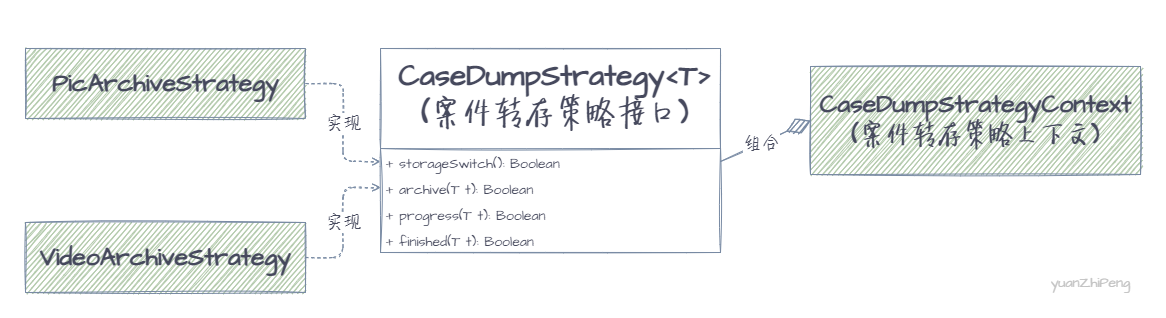 PicArchiveStrategy
实现
VideoArchiveStrategy
实现
CaseDumpStrategy<T>
(案件转存策略接口)
+ storageSwitch(): Boolean
+ archive(T t): Boolean
+ progress(T t): Boolean
+ finished(T t): Boolean
组合
CaseDumpStrategyContext
(案件转存策略上下文)
yuanZhiPeng